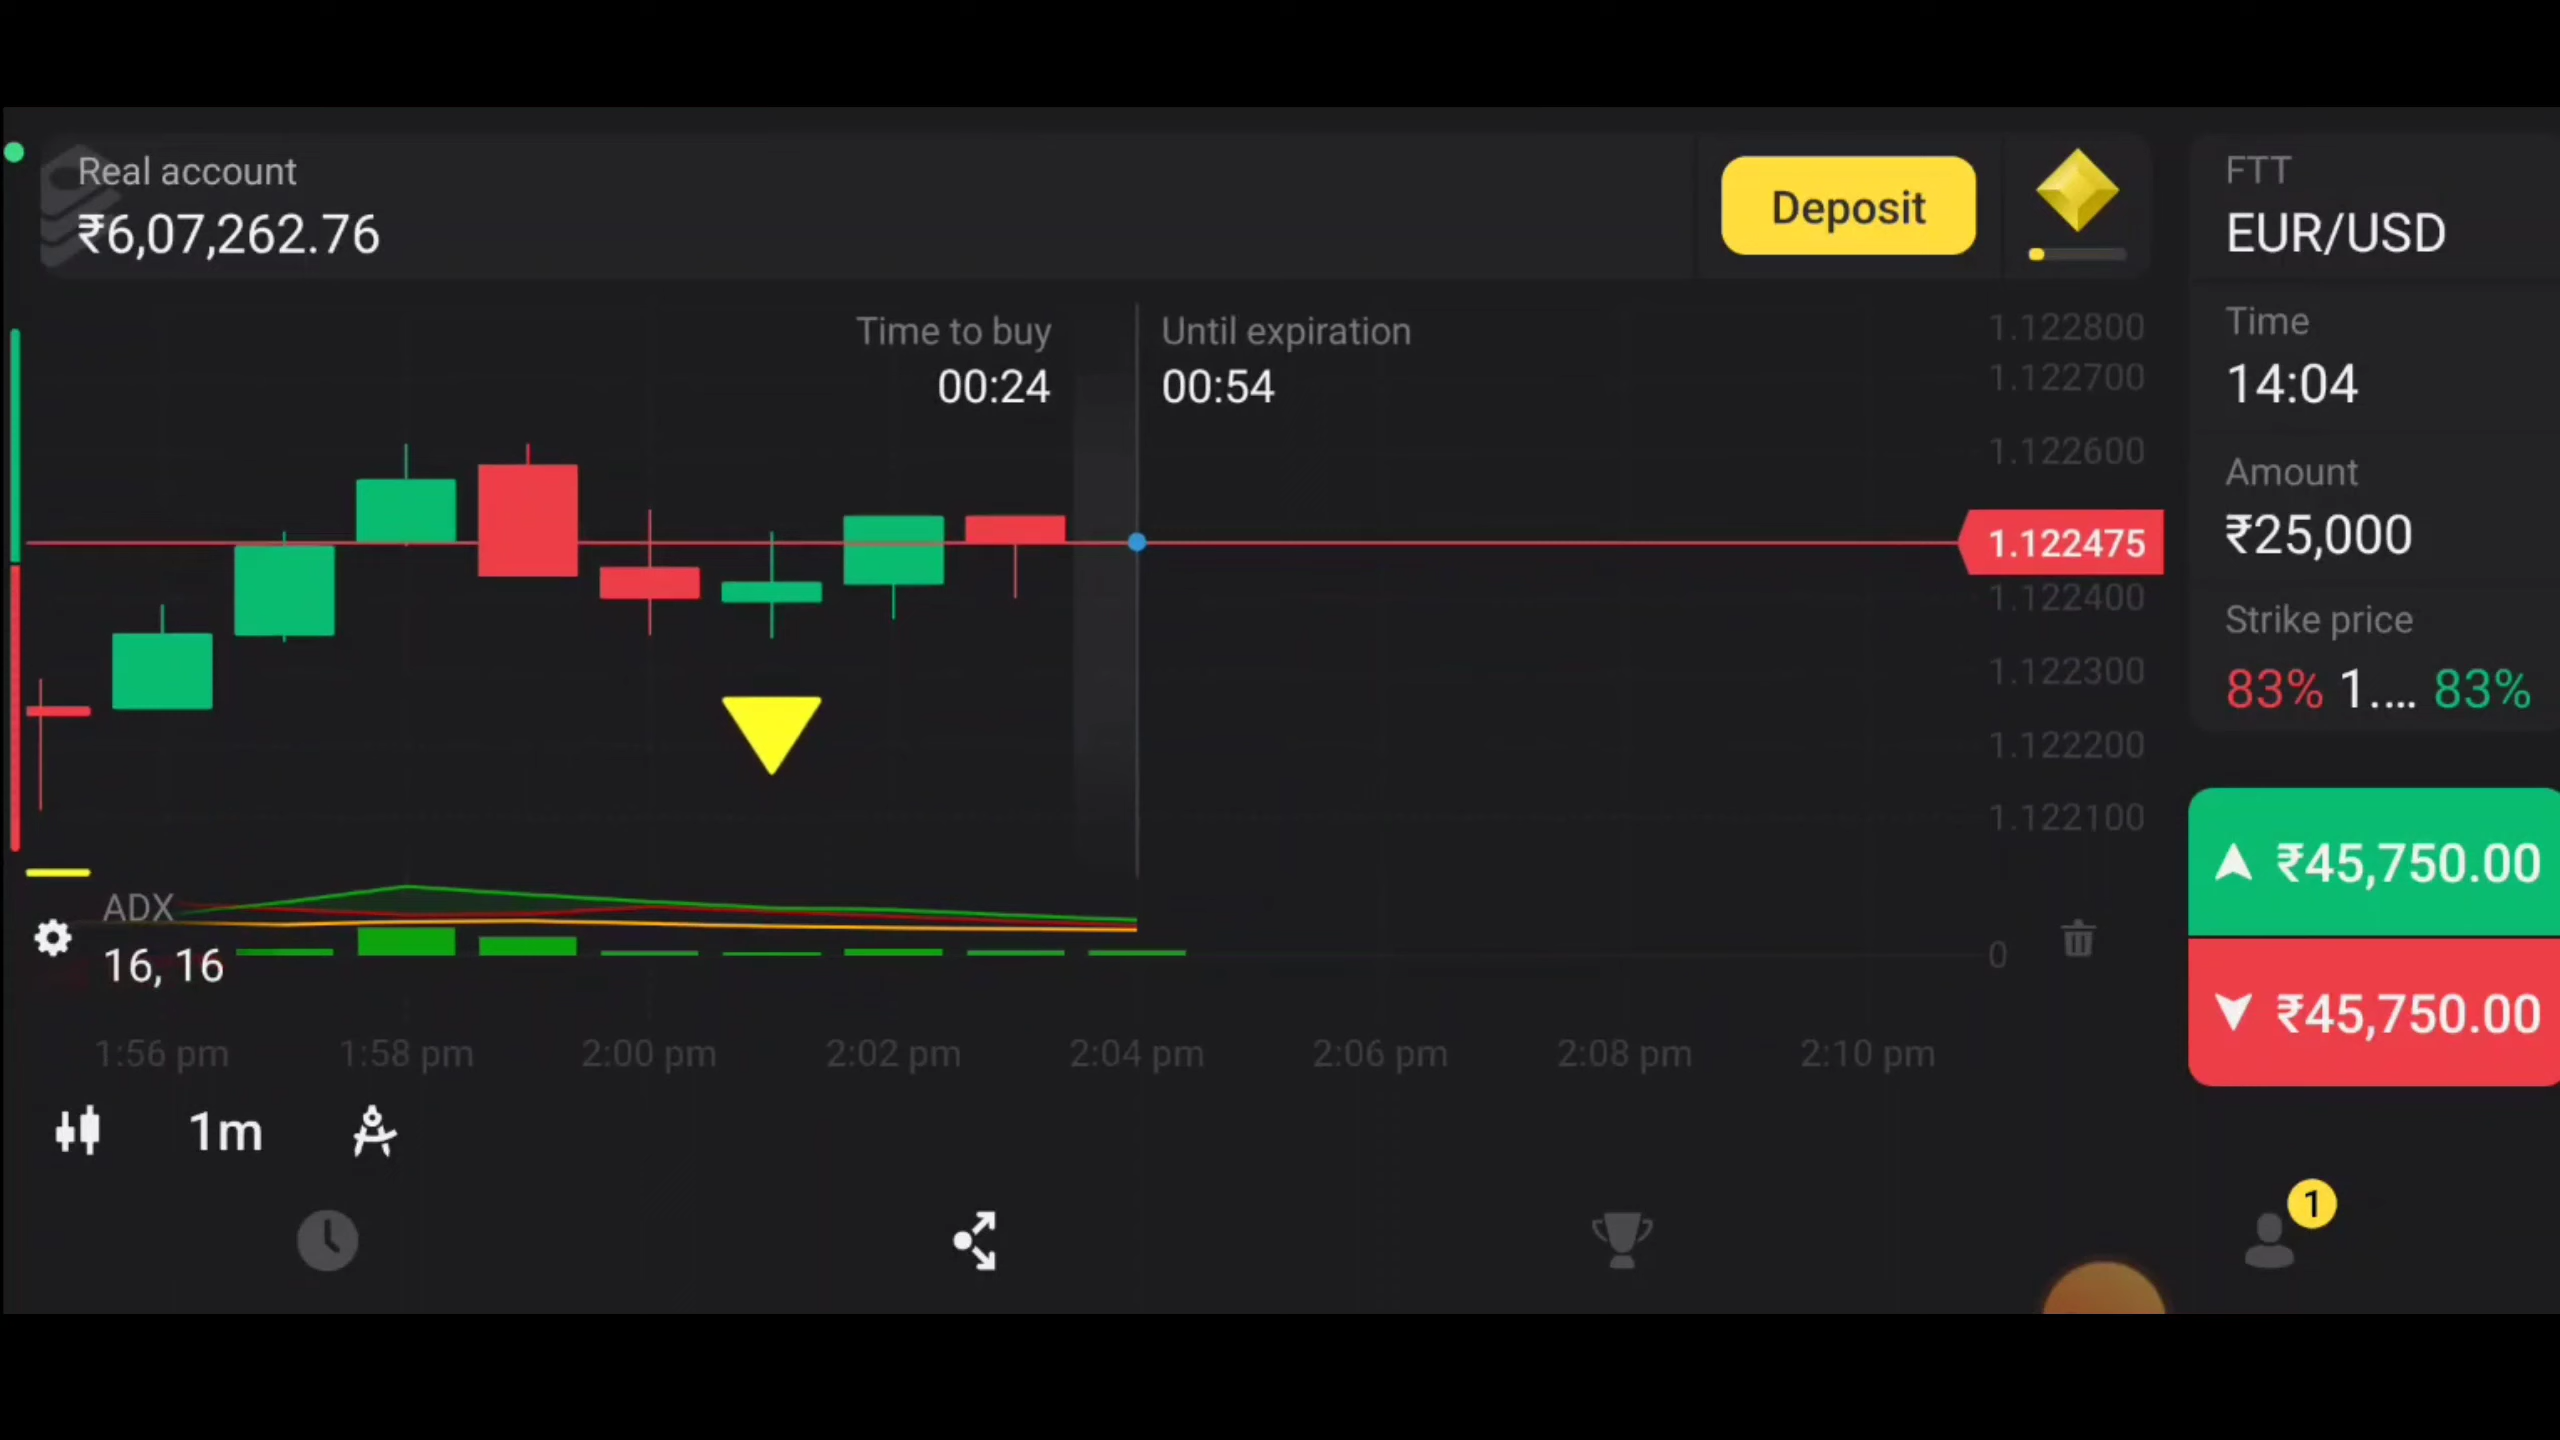 Real account
₹6,07,262.76
Deposit
FTT
EUR/USD
Time to buy
00:24
Until expiration
00:54
1.122800
1.122700
1.122600
1.122475
1.122400
1.122300
1.122200
1.122100
Time
14:04
Amount
₹25,000
Strike price
83% 1.... 83%
₹45,750.00
₹45,750.00
ADX
16, 16
0
1:56 pm 1:58 pm 2:00 pm 2:02 pm 2:04 pm 2:06 pm 2:08 pm 2:10 pm
1m
1